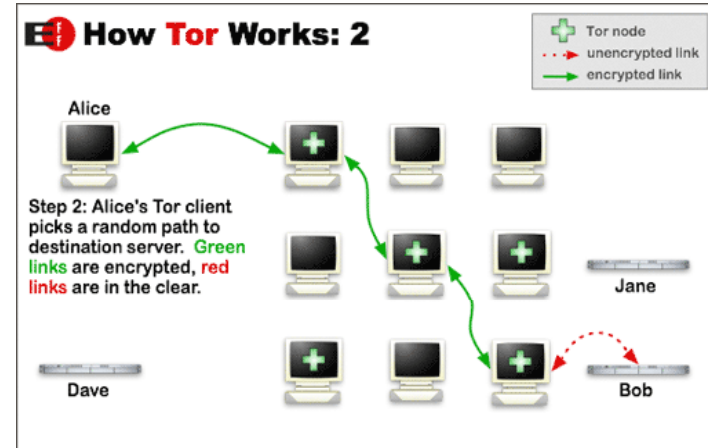 EFF How Tor Works: 2
Tor node
unencrypted link
encrypted link
Alice
Step 2: Alice's Tor client
picks a random path to
destination server. Green
links are encrypted, red
links are in the clear.
Jane
Dave
Bob